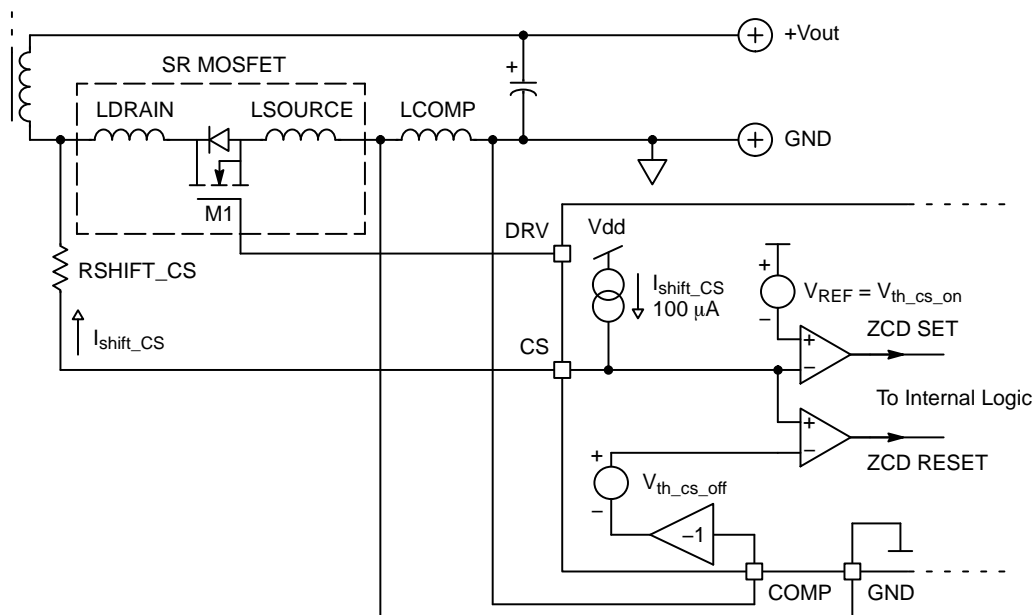 +Vout
SR MOSFET
LDRAIN
LSOURCE
LCOMP
GND
M1
DRV
Vdd
RSHIFT_CS
I_shift_CS
100 μA
V_REF = V_th_cs_on
I_shift_CS
CS
ZCD SET
To Internal Logic
ZCD RESET
V_th_cs_off
–1
COMP
GND